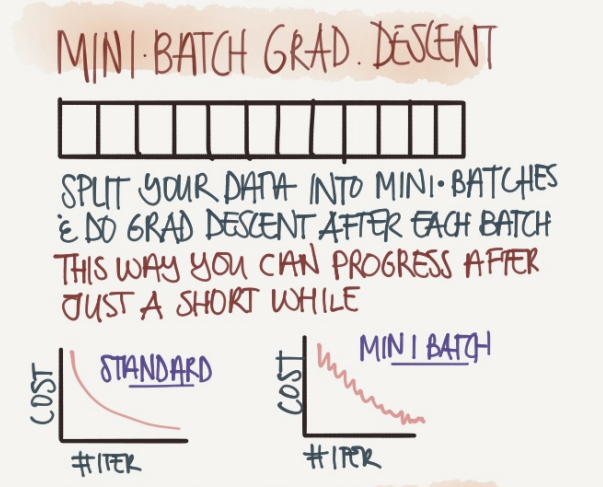 MINI·BATCH GRAD. DESCENT
SPLIT YOUR DATA INTO MINI·BATCHES
& DO GRAD DESCENT AFTER EACH BATCH
THIS WAY YOU CAN PROGRESS AFTER
JUST A SHORT WHILE
STANDARD
COST
#ITER
MINI BATCH
COST
#ITER